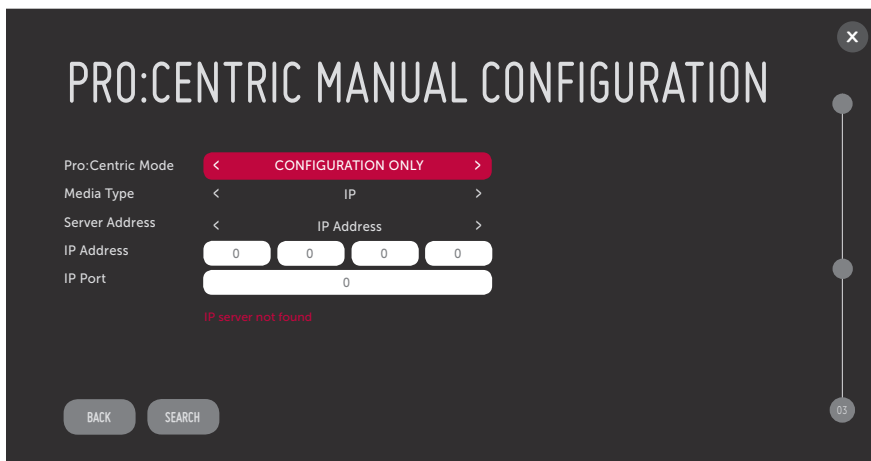 PRO:CENTRIC MANUAL CONFIGURATION
Pro:Centric Mode < CONFIGURATION ONLY >
Media Type < IP >
Server Address < IP Address >
IP Address 0 0 0 0
IP Port 0
IP server not found
BACK SEARCH
03